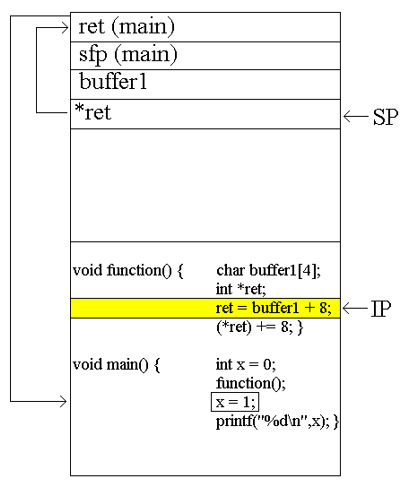 ret (main)
sfp (main)
buffer1
*ret
SP
void function() { char buffer1[4];
int *ret;
ret = buffer1 + 8;
IP
(*ret) += 8; }
void main() { int x = 0;
function();
x = 1;
printf("%d\n",x); }